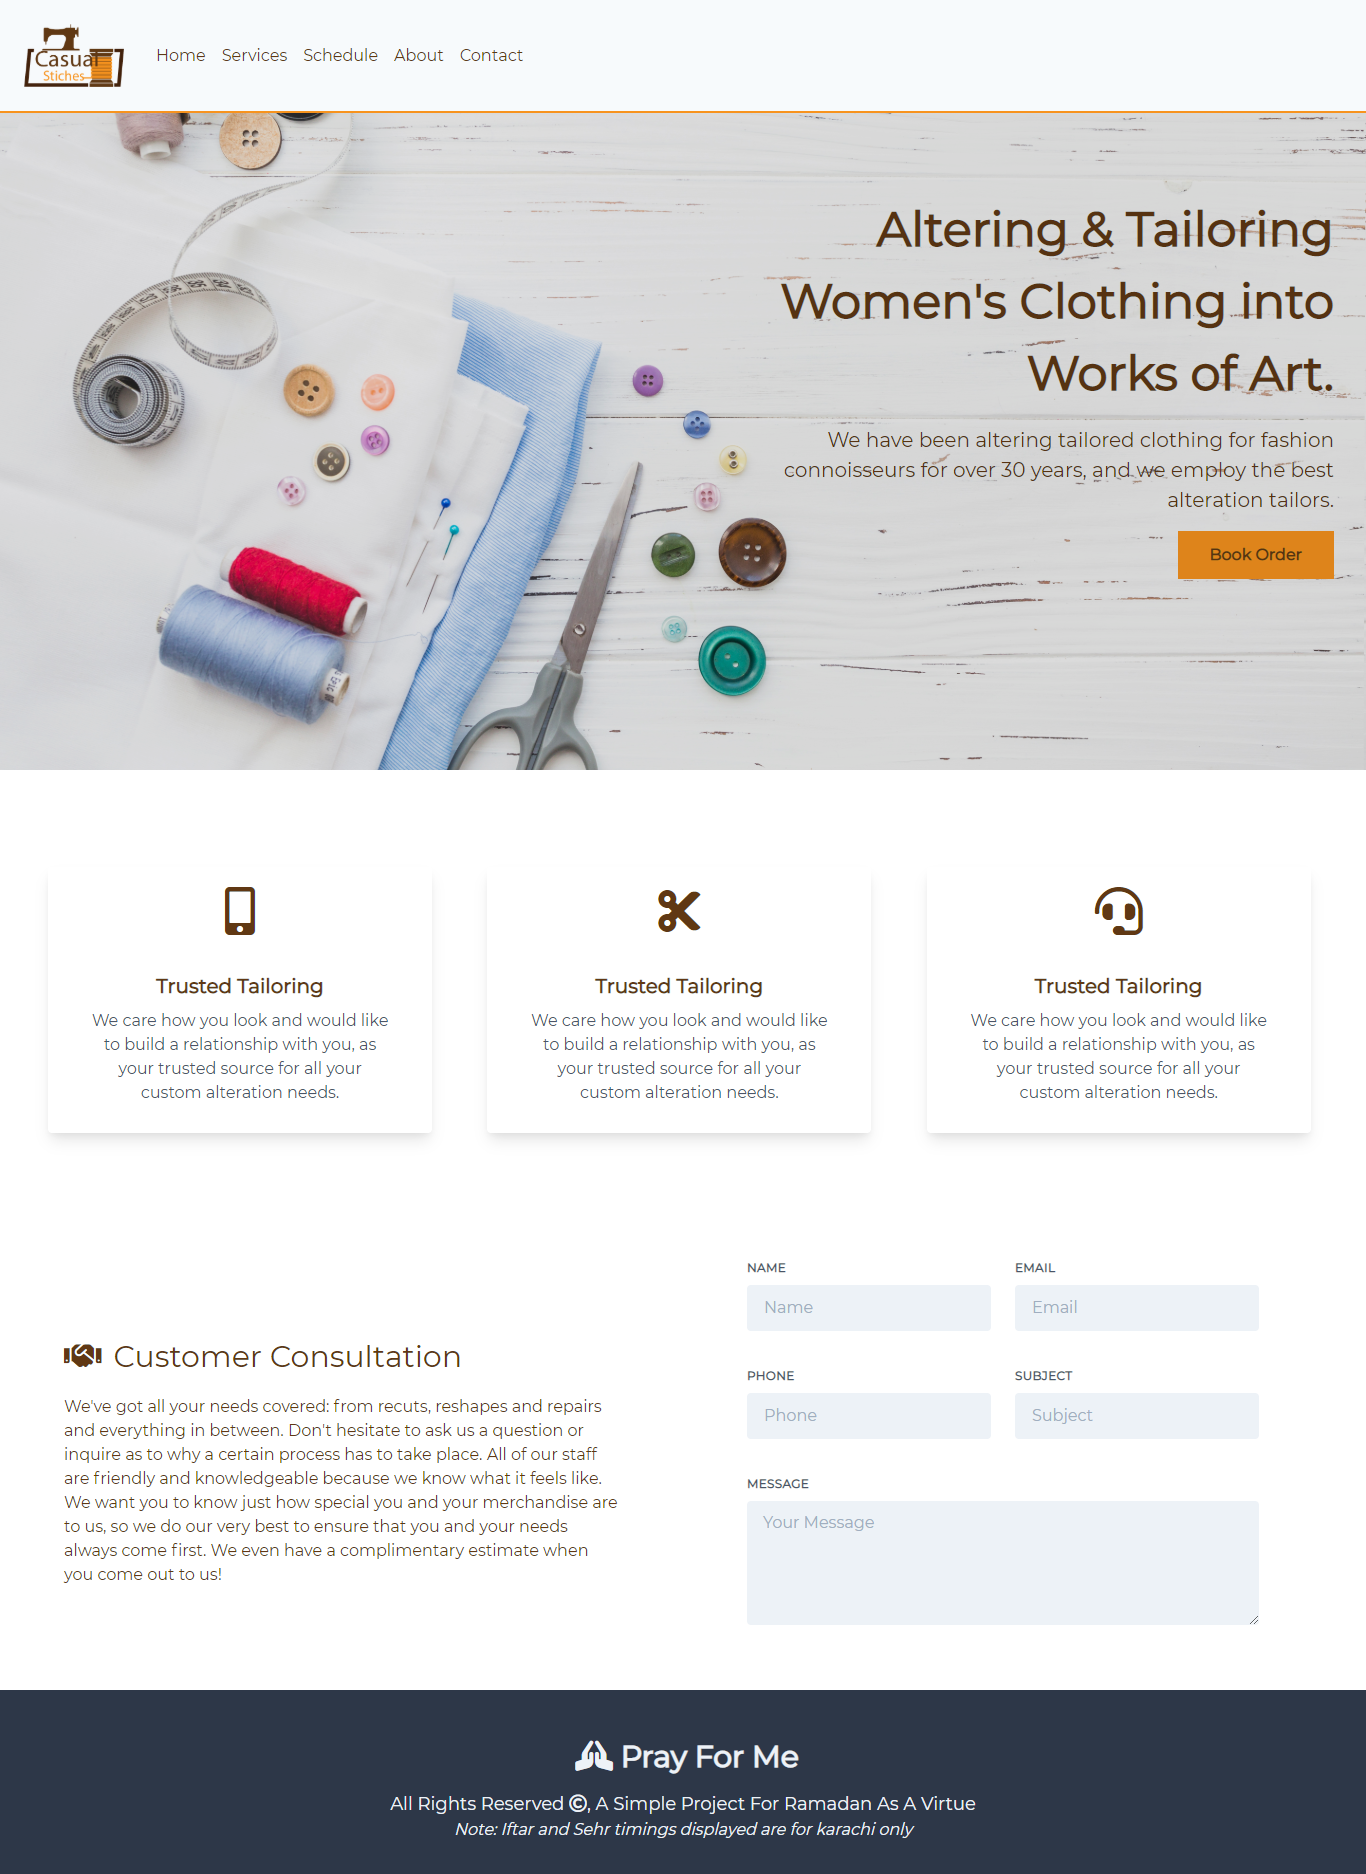 Casual
Stiches
Home Services Schedule About Contact
Altering & Tailoring
Women's Clothing into
Works of Art.
We have been altering tailored clothing for fashion
connoisseurs for over 30 years, and we employ the best
alteration tailors.
Book Order
Trusted Tailoring
We care how you look and would like
to build a relationship with you, as
your trusted source for all your
custom alteration needs.
Trusted Tailoring
We care how you look and would like
to build a relationship with you, as
your trusted source for all your
custom alteration needs.
Trusted Tailoring
We care how you look and would like
to build a relationship with you, as
your trusted source for all your
custom alteration needs.
Customer Consultation
We've got all your needs covered: from recuts, reshapes and repairs
and everything in between. Don't hesitate to ask us a question or
inquire as to why a certain process has to take place. All of our staff
are friendly and knowledgeable because we know what it feels like.
We want you to know just how special you and your merchandise are
to us, so we do our very best to ensure that you and your needs
always come first. We even have a complimentary estimate when
you come out to us!
NAME
Name
EMAIL
Email
PHONE
Phone
SUBJECT
Subject
MESSAGE
Your Message
Pray For Me
All Rights Reserved ©, A Simple Project For Ramadan As A Virtue
Note: Iftar and Sehr timings displayed are for karachi only